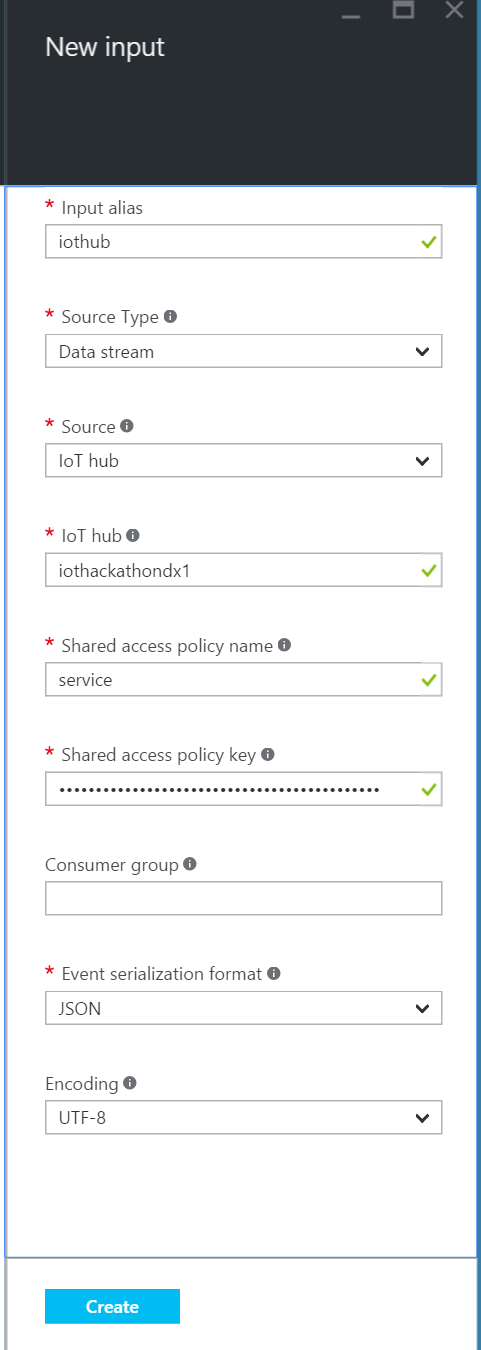 New input
* Input alias
iothub
* Source Type
Data stream
* Source
IoT hub
* IoT hub
iothackathondx1
* Shared access policy name
service
* Shared access policy key
••••••••••••••••••••••••••••••••••••••••••••
Consumer group
* Event serialization format
JSON
Encoding
UTF-8
Create